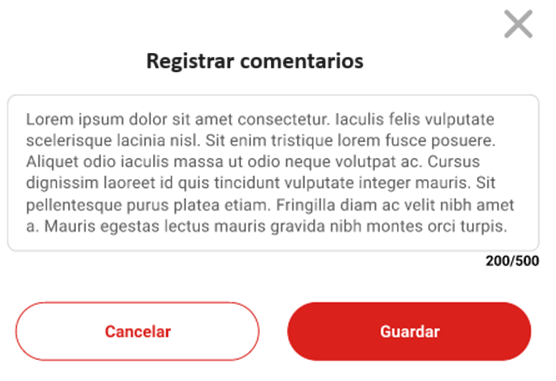 Registrar comentarios
Lorem ipsum dolor sit amet consectetur. Iaculis felis vulputate
scelerisque lacinia nisl. Sit enim tristique lorem fusce posuere.
Aliquet odio iaculis massa ut odio neque volutpat ac. Cursus
dignissim laoreet id quis tincidunt vulputate integer mauris. Sit
pellentesque purus platea etiam. Fringilla diam ac velit nibh amet
a. Mauris egestas lectus mauris gravida nibh montes orci turpis.
200/500
Cancelar
Guardar